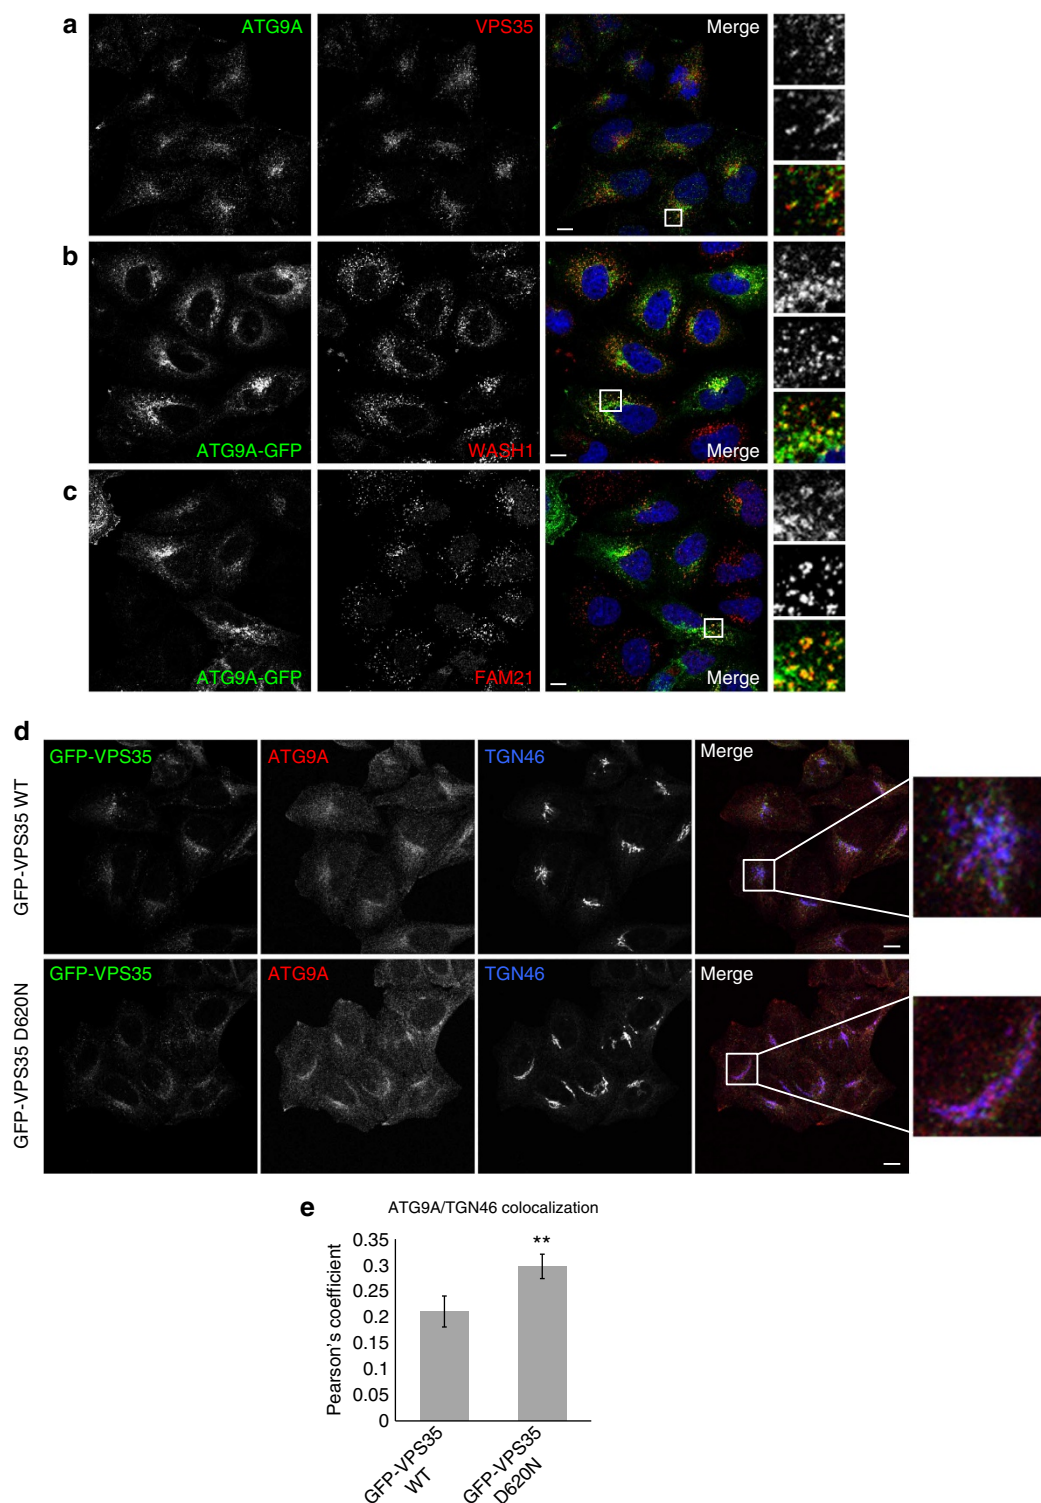 a
ATG9A
VPS35
Merge
b
ATG9A-GFP
WASH1
Merge
c
ATG9A-GFP
FAM21
Merge
d
GFP-VPS35 WT
GFP-VPS35
ATG9A
TGN46
Merge
GFP-VPS35 D620N
GFP-VPS35
ATG9A
TGN46
Merge
e
ATG9A/TGN46 colocalization
Pearson's coefficient
0.35
**
0.3
0.25
0.2
0.15
0.1
0.05
0
GFP-VPS35
WT
GFP-VPS35
D620N